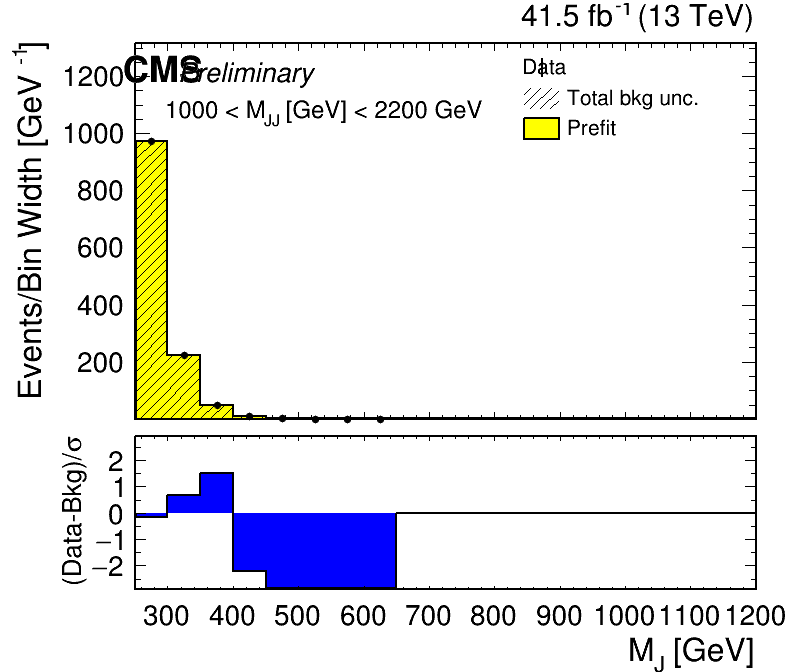 41.5 fb⁻¹ (13 TeV)
CMS Preliminary
1000 < M_JJ [GeV] < 2200 GeV
Data
Total bkg unc.
Prefit
Events/Bin Width [GeV⁻¹]
1200
1000
800
600
400
200
(Data-Bkg)/σ
2
1
0
−1
−2
300 400 500 600 700 800 900 1000 1100 1200
M_J [GeV]